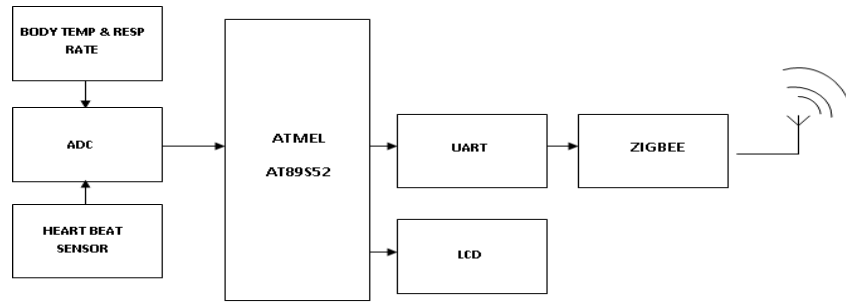 BODY TEMP & RESP
RATE
ADC
HEART BEAT
SENSOR
ATMEL
AT89S52
UART
ZIGBEE
LCD